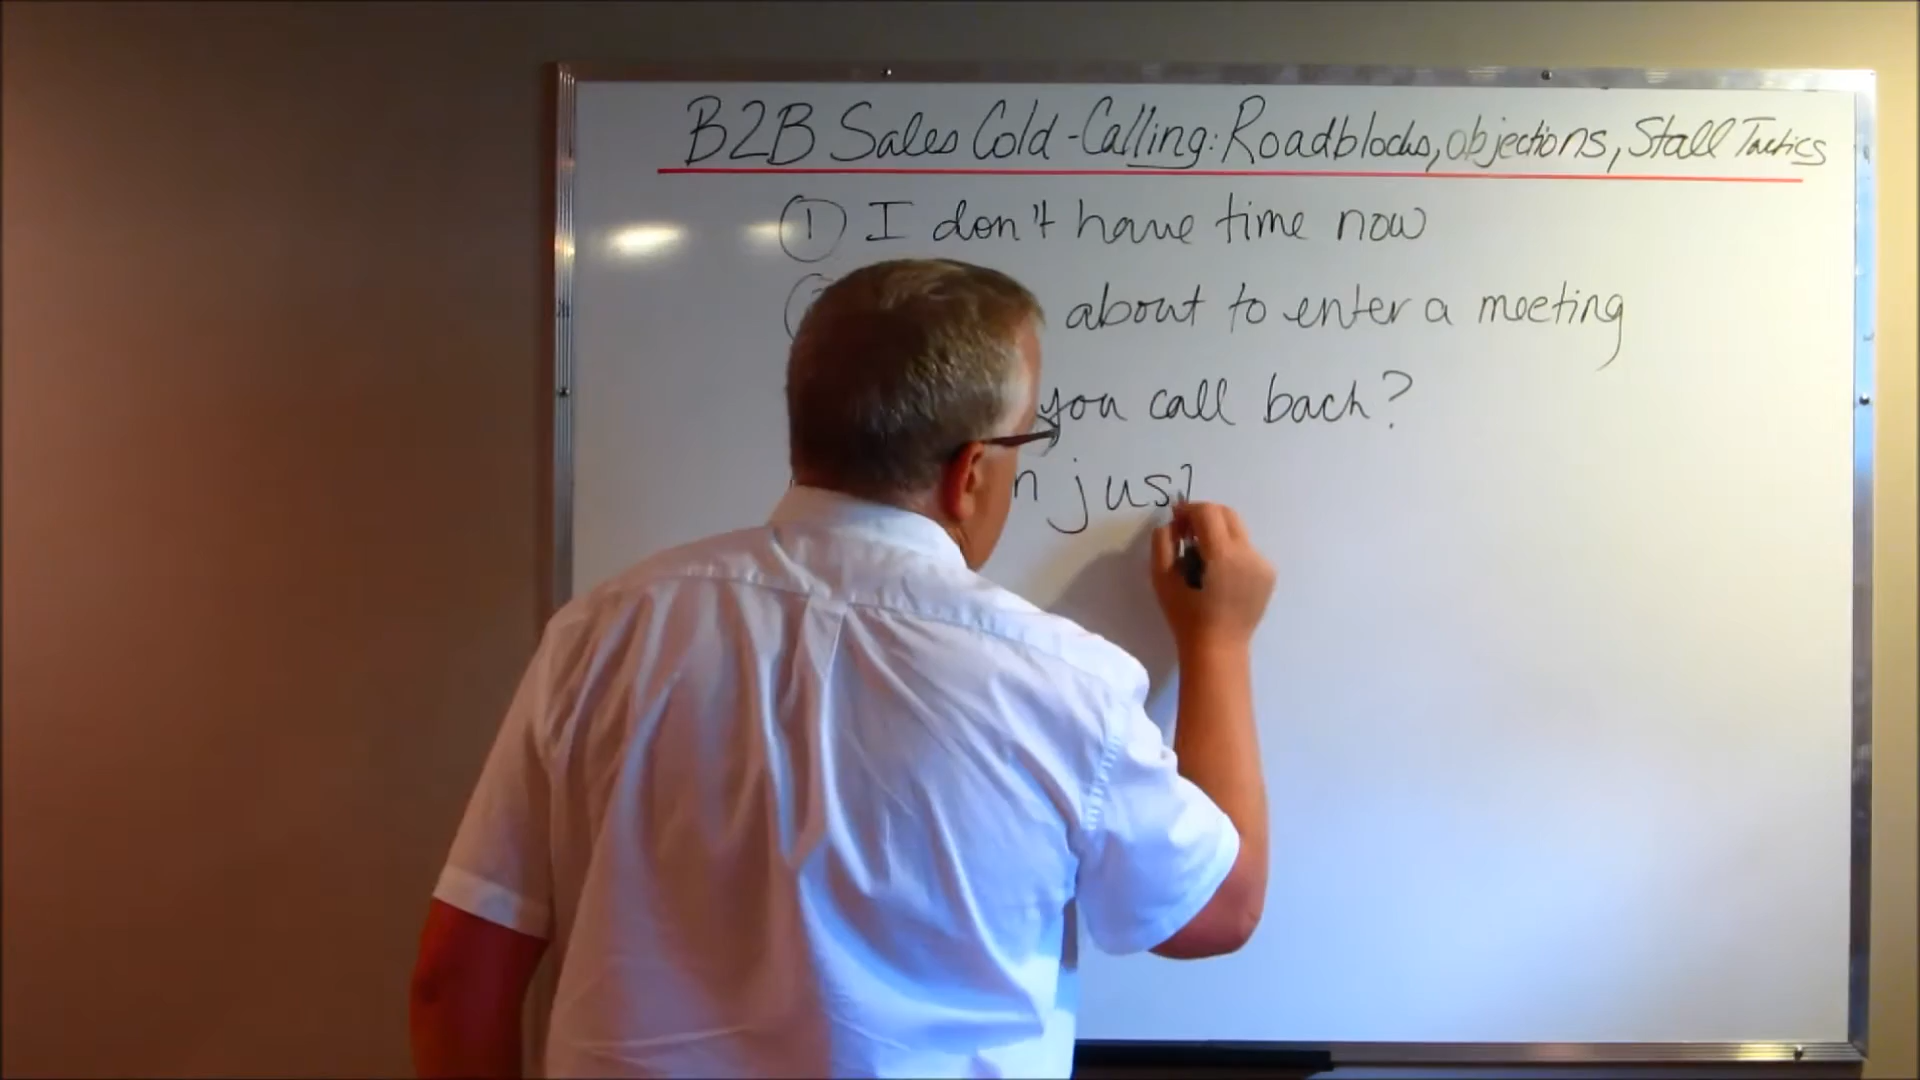 B2B Sales Cold-Calling: Roadblocks, objections, Stall Tactics
① I don't have time now
about to enter a meeting
you call back?
just